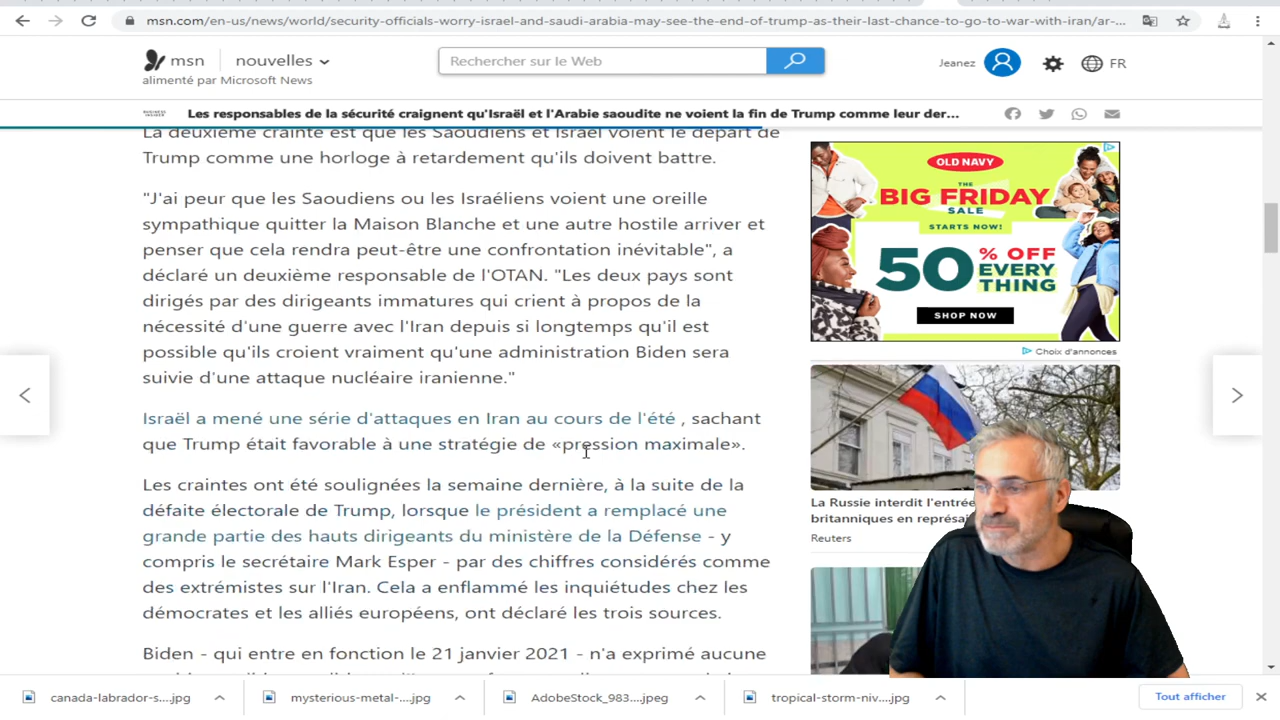 msn.com/en-us/news/world/security-officials-worry-israel-and-saudi-arabia-may-see-the-end-of-trump-as-their-last-chance-to-go-to-war-with-iran/ar-...
msn
nouvelles
Rechercher sur le Web
Jeanez
FR
alimenté par Microsoft News
BUSINESS INSIDER
Les responsables de la sécurité craignent qu'Israël et l'Arabie saoudite ne voient la fin de Trump comme leur der...
La deuxième crainte est que les Saoudiens et Israël voient le départ de
Trump comme une horloge à retardement qu'ils doivent battre.
"J'ai peur que les Saoudiens ou les Israéliens voient une oreille
sympathique quitter la Maison Blanche et une autre hostile arriver et
penser que cela rendra peut-être une confrontation inévitable", a
déclaré un deuxième responsable de l'OTAN. "Les deux pays sont
dirigés par des dirigeants immatures qui crient à propos de la
nécessité d'une guerre avec l'Iran depuis si longtemps qu'il est
possible qu'ils croient vraiment qu'une administration Biden sera
suivie d'une attaque nucléaire iranienne."
Israël a mené une série d'attaques en Iran au cours de l'été , sachant
que Trump était favorable à une stratégie de «pression maximale».
Les craintes ont été soulignées la semaine dernière, à la suite de la
défaite électorale de Trump, lorsque le président a remplacé une
grande partie des hauts dirigeants du ministère de la Défense - y
compris le secrétaire Mark Esper - par des chiffres considérés comme
des extrémistes sur l'Iran. Cela a enflammé les inquiétudes chez les
démocrates et les alliés européens, ont déclaré les trois sources.
Biden - qui entre en fonction le 21 janvier 2021 - n'a exprimé aucune
OLD NAVY
THE
BIG FRIDAY
SALE
STARTS NOW!
50% OFF
EVERY
THING
SHOP NOW
Choix d'annonces
La Russie interdit l'entrée
britanniques en représai
Reuters
canada-labrador-s....jpg
mysterious-metal-....jpg
AdobeStock_983....jpeg
tropical-storm-niv....jpg
Tout afficher